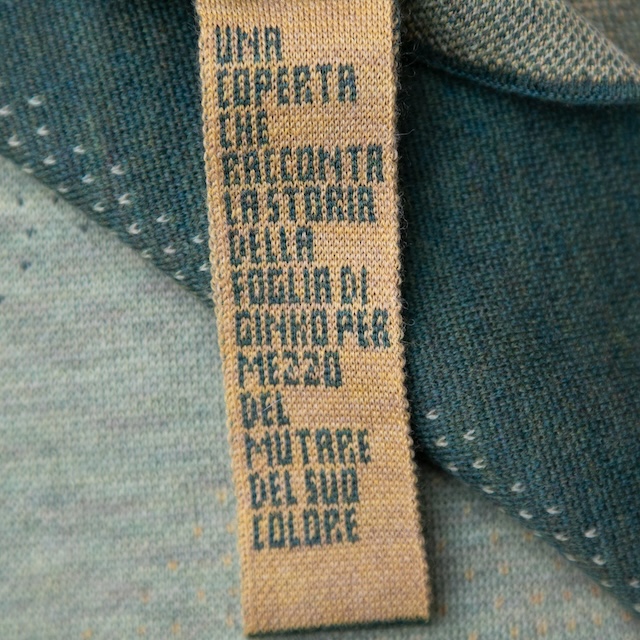 UNA
COPERTA
CHE
RACCONTA
LA STORIA
DELLA
FOGLIA DI
GINKO PER
MEZZO
DEL
MUTARE
DEL SUO
COLORE